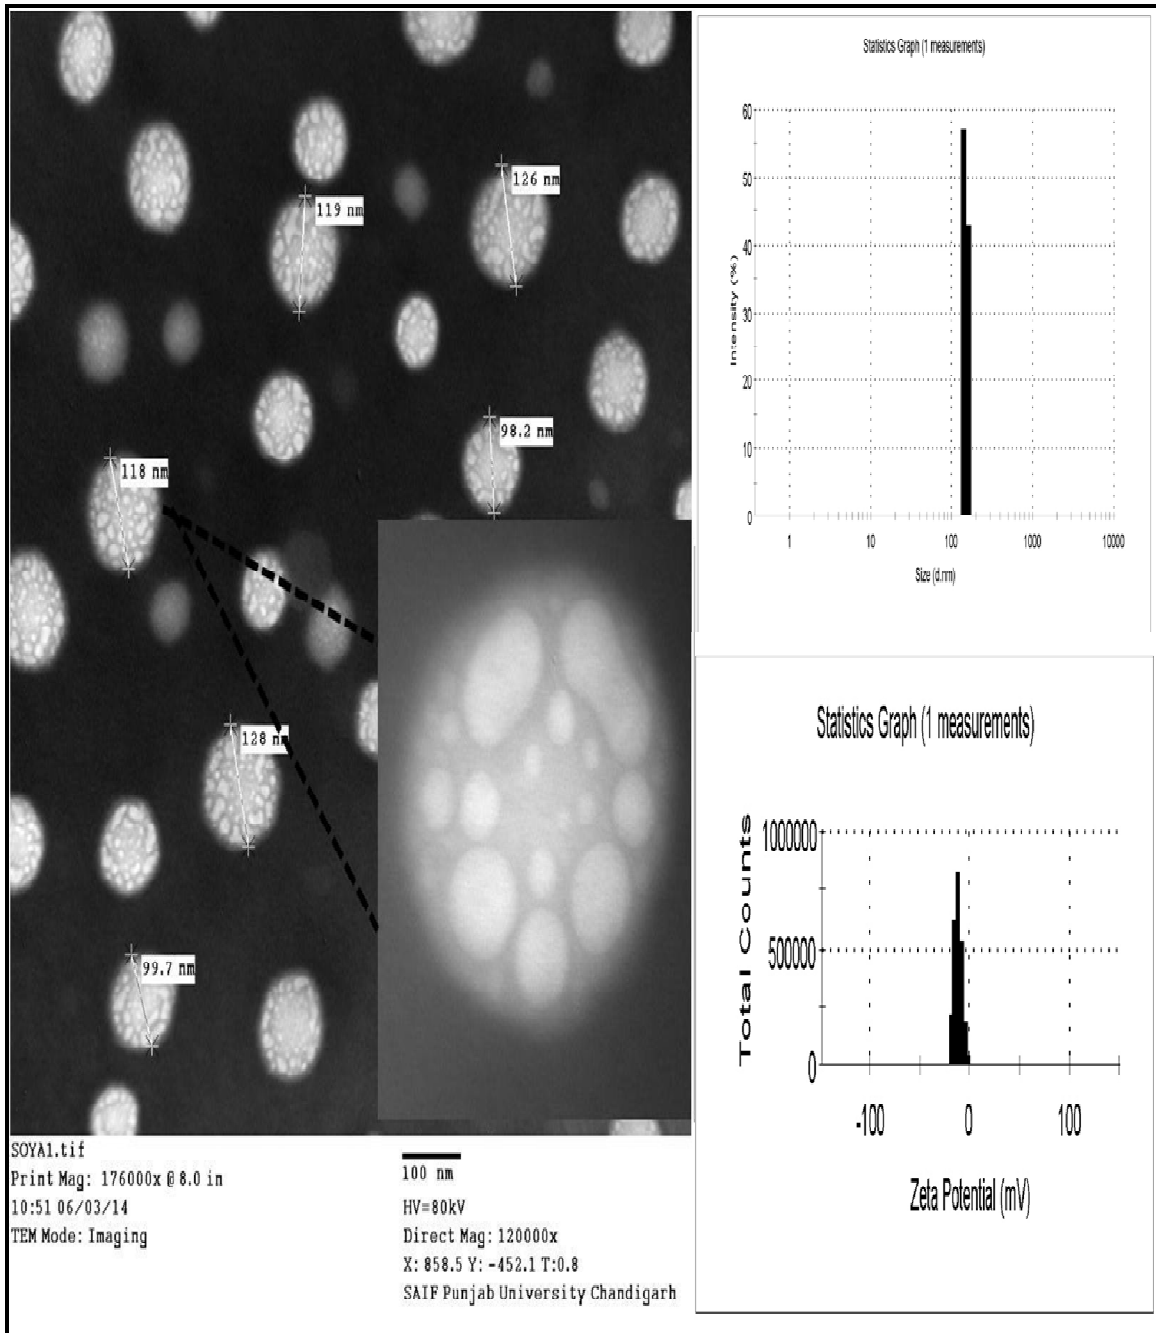 126 nm
119 nm
98.2 nm
118 nm
128 nm
99.7 nm
SOYA1.tif
Print Mag: 176000x @ 8.0 in
10:51 06/03/14
TEM Mode: Imaging
100 nm
HV=80kV
Direct Mag: 120000x
X: 858.5 Y: -452.1 T:0.8
SAIF Punjab University Chandigarh
Statistics Graph (1 measurements)
60
50
40
30
20
10
0
Intensity (%)
1 10 100 1000 10000
Size (d.nm)
Statistics Graph (1 measurements)
1000000
500000
0
Total Counts
-100 0 100
Zeta Potential (mV)